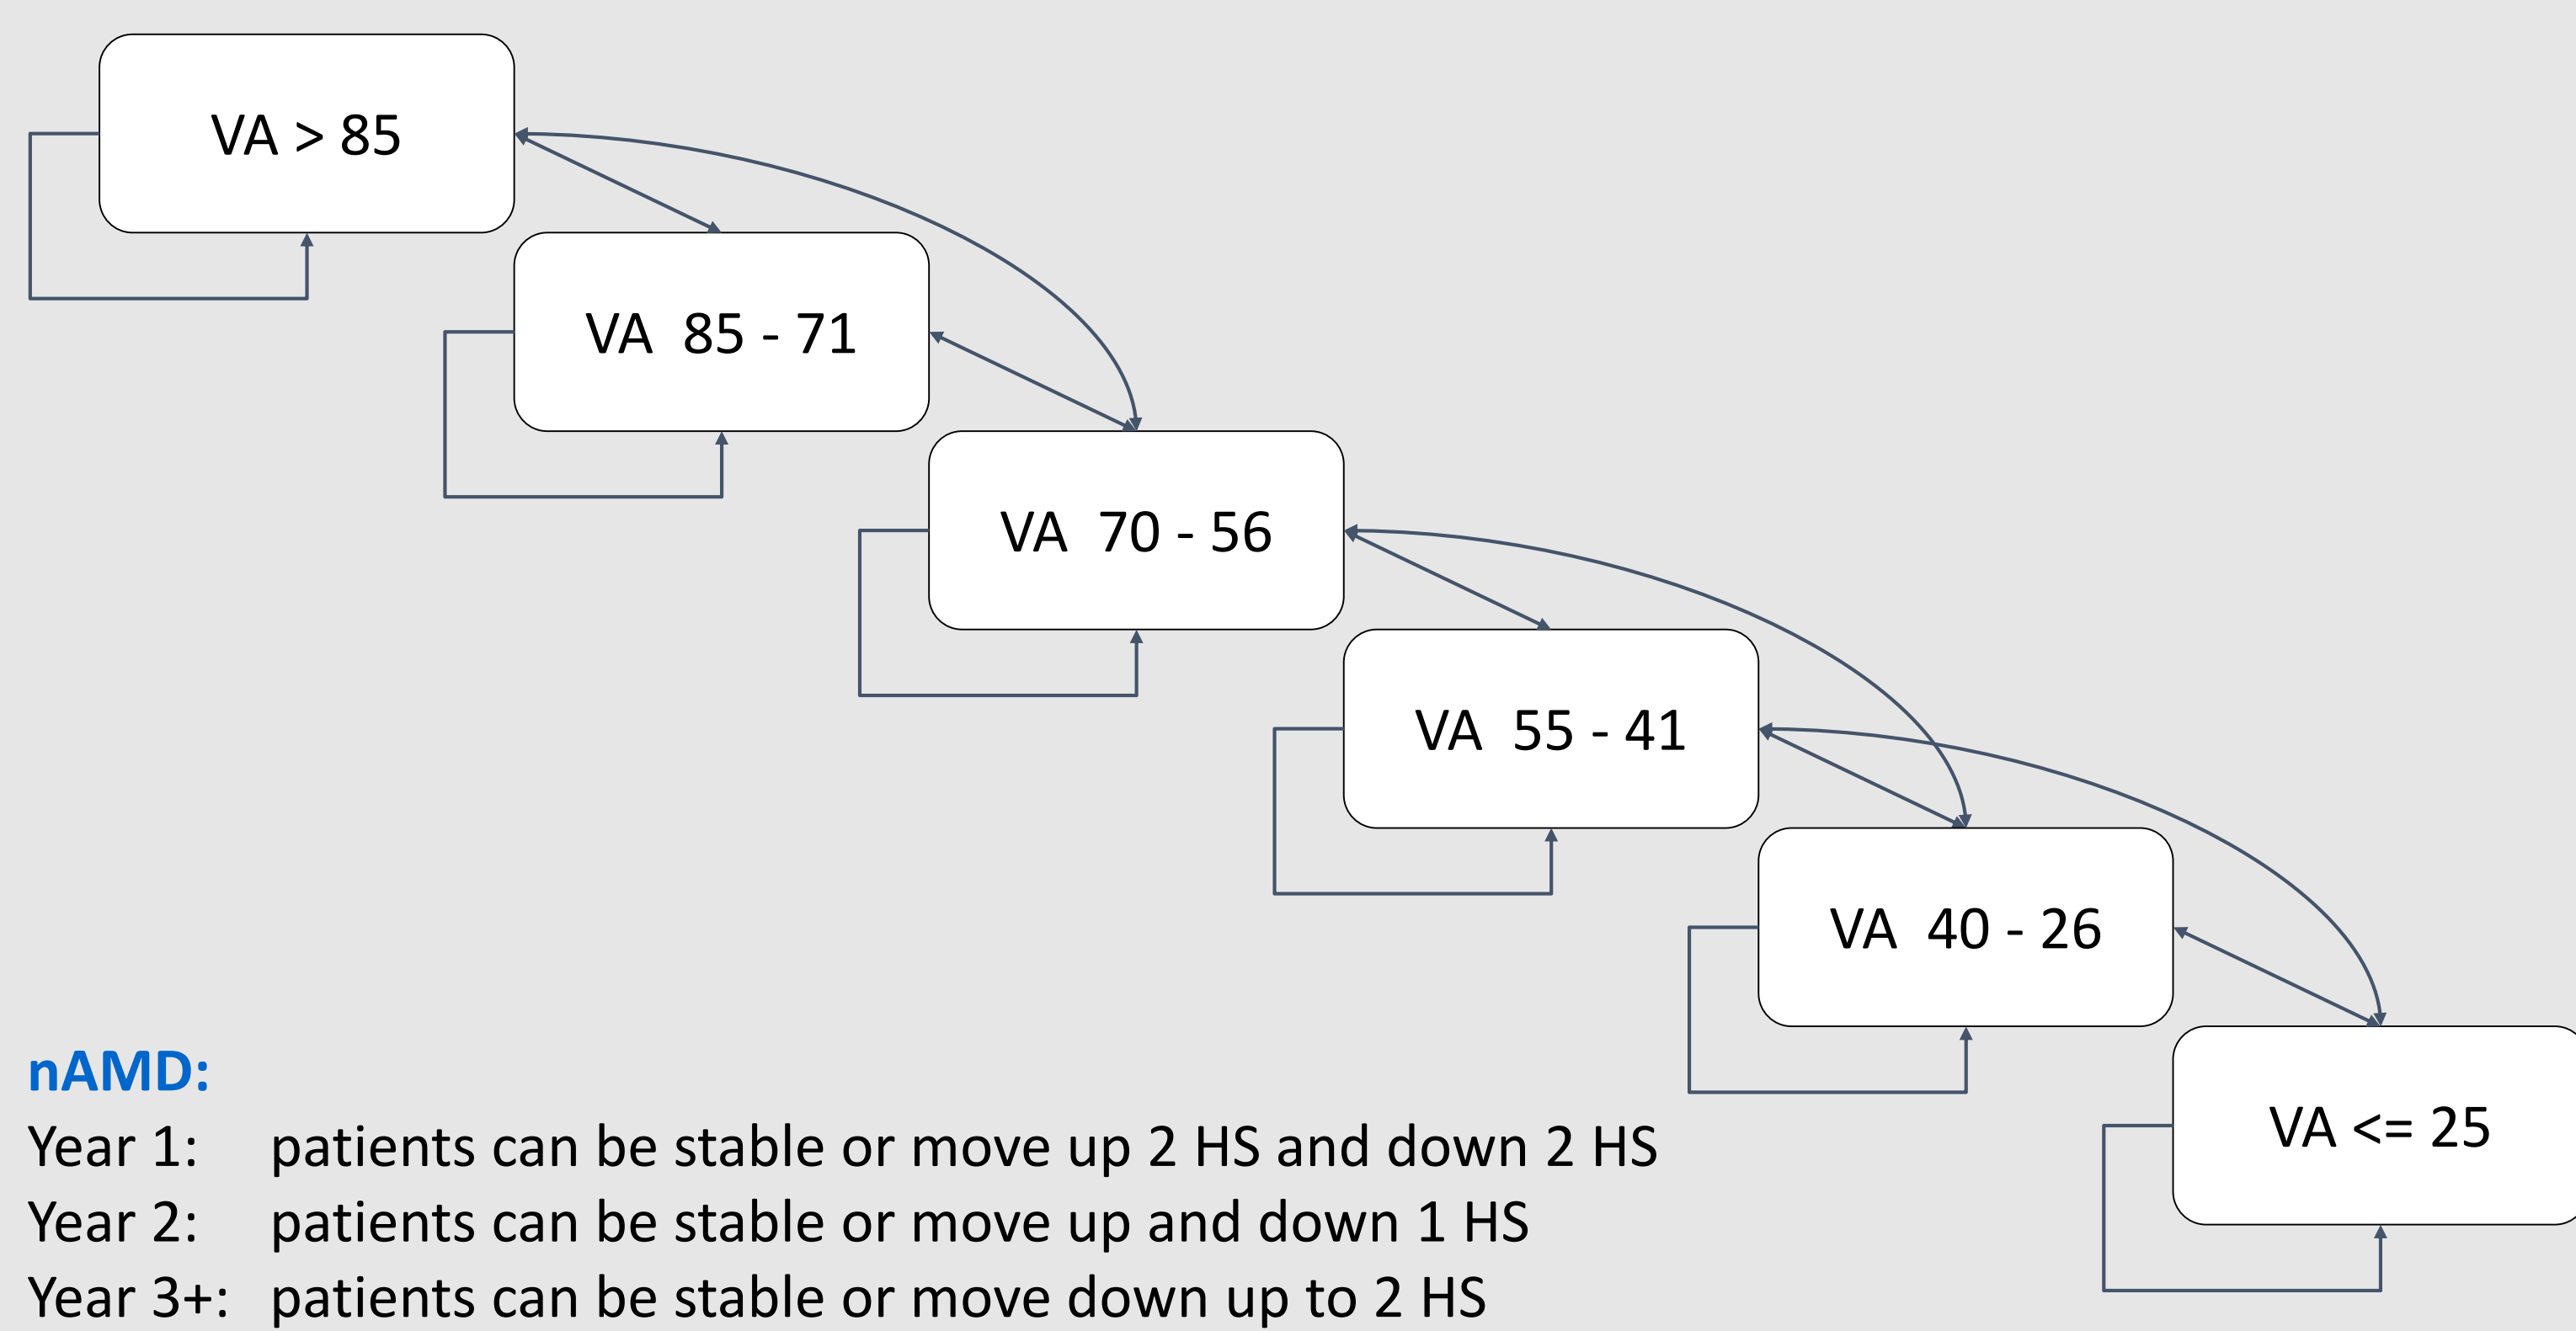 VA > 85
VA 85 - 71
VA 70 - 56
VA 55 - 41
VA 40 - 26
VA <= 25
nAMD:
Year 1: patients can be stable or move up 2 HS and down 2 HS
Year 2: patients can be stable or move up and down 1 HS
Year 3+: patients can be stable or move down up to 2 HS